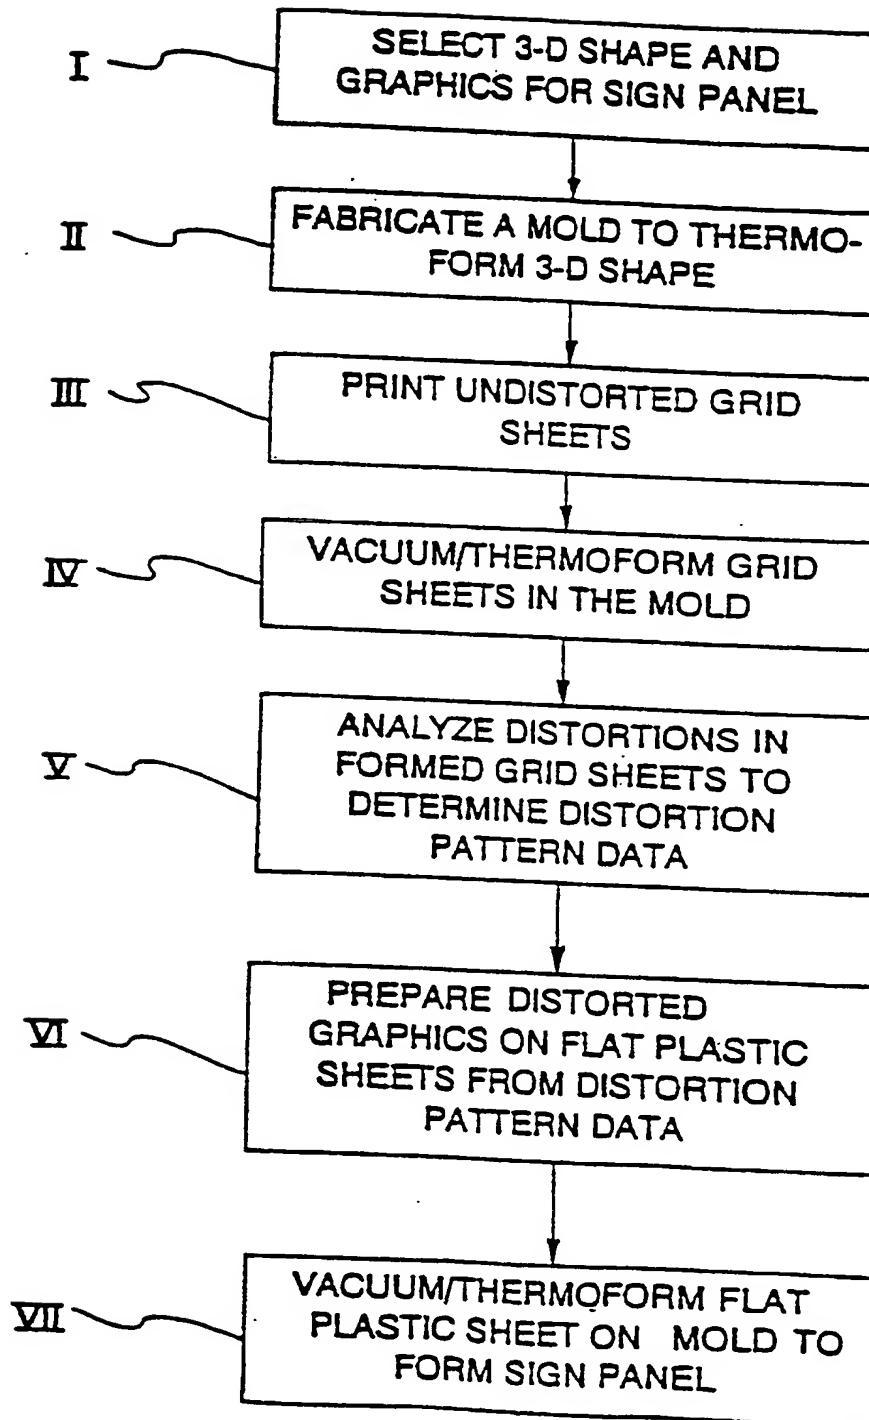 I
SELECT 3-D SHAPE AND
GRAPHICS FOR SIGN PANEL
II
FABRICATE A MOLD TO THERMO-
FORM 3-D SHAPE
III
PRINT UNDISTORTED GRID
SHEETS
IV
VACUUM/THERMOFORM GRID
SHEETS IN THE MOLD
V
ANALYZE DISTORTIONS IN
FORMED GRID SHEETS TO
DETERMINE DISTORTION
PATTERN DATA
VI
PREPARE DISTORTED
GRAPHICS ON FLAT PLASTIC
SHEETS FROM DISTORTION
PATTERN DATA
VII
VACUUM/THERMOFORM FLAT
PLASTIC SHEET ON MOLD TO
FORM SIGN PANEL